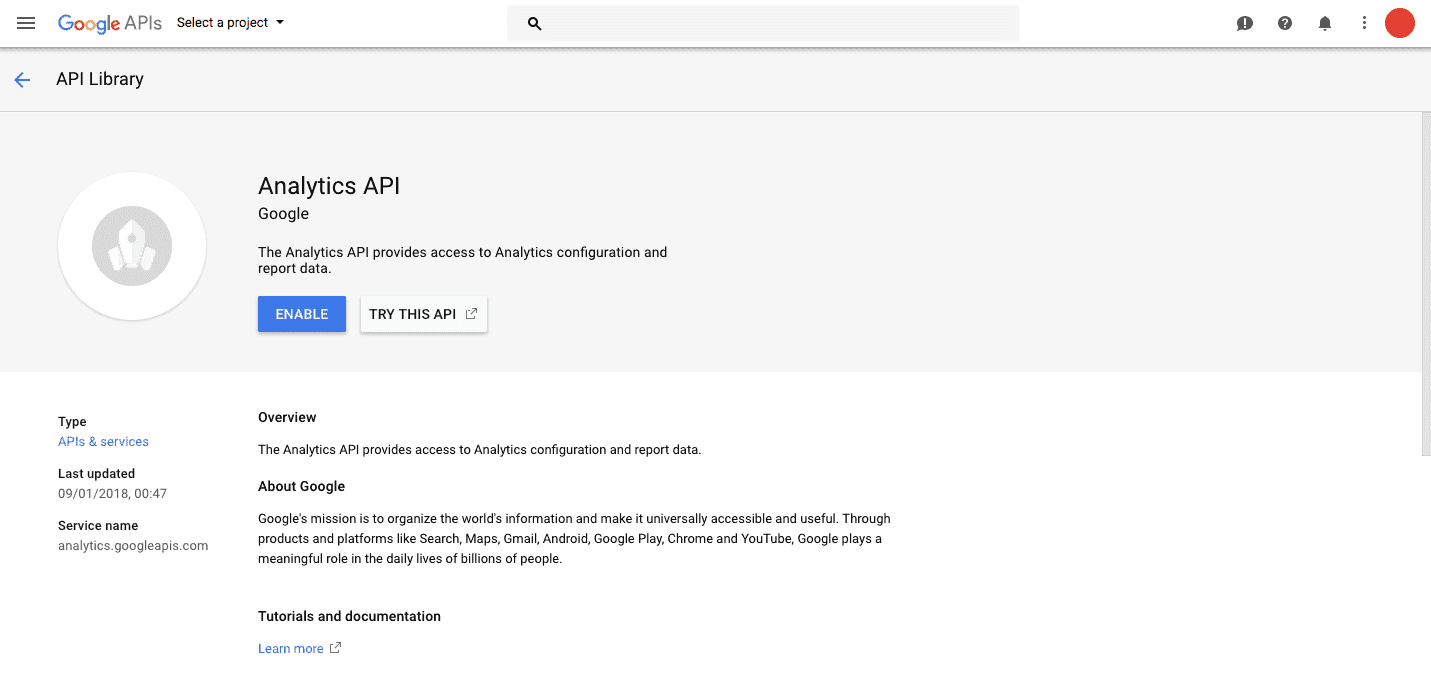 Google APIs Select a project
API Library
Analytics API
Google
The Analytics API provides access to Analytics configuration and
report data.
ENABLE TRY THIS API
Type
APIs & services
Last updated
09/01/2018, 00:47
Service name
analytics.googleapis.com
Overview
The Analytics API provides access to Analytics configuration and report data.
About Google
Google's mission is to organize the world's information and make it universally accessible and useful. Through
products and platforms like Search, Maps, Gmail, Android, Google Play, Chrome and YouTube, Google plays a
meaningful role in the daily lives of billions of people.
Tutorials and documentation
Learn more